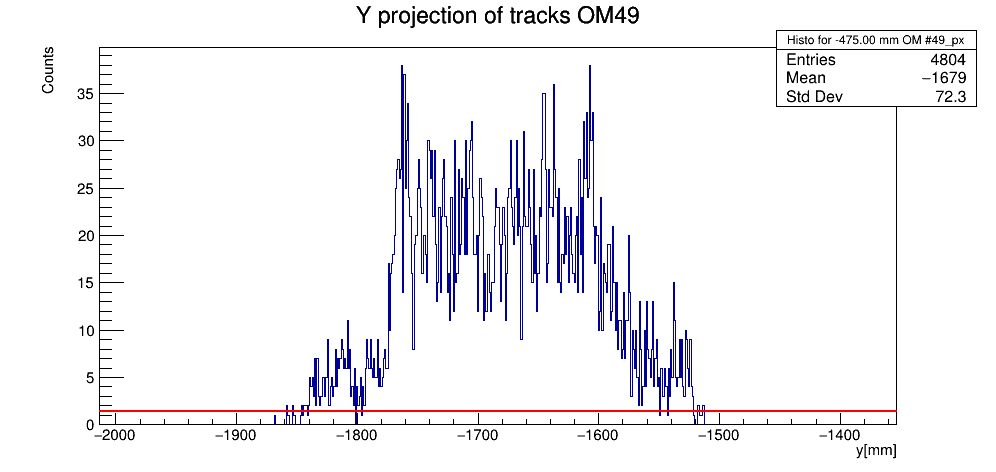 Y projection of tracks OM49
Histo for -475.00 mm OM #49_px
Entries 4804
Mean −1679
Std Dev 72.3
Counts
35
30
25
20
15
10
5
0
−2000 −1900 −1800 −1700 −1600 −1500 −1400
y[mm]